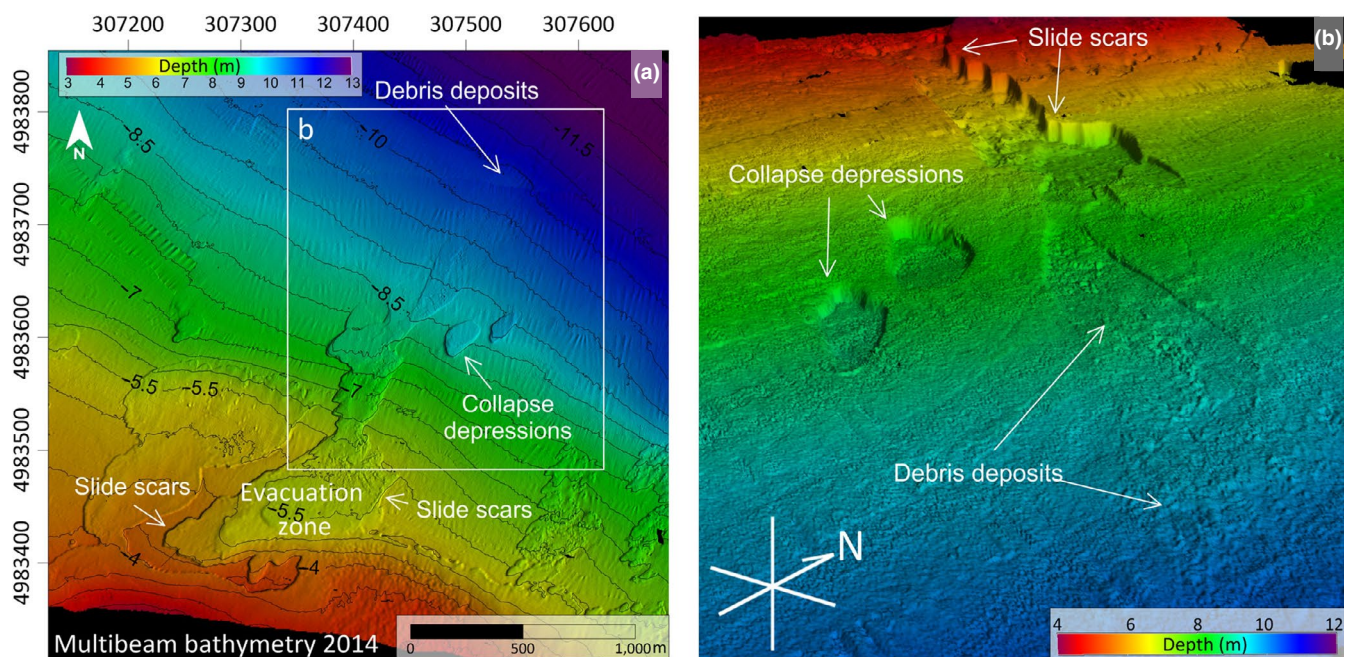 307200 307300 307400 307500 307600
Depth (m)
3 4 5 6 7 8 9 10 11 12 13
(a)
Debris deposits
b
N
4983800
4983700
4983600
4983500
4983400
−8.5
−10
−11.5
−7
−8.5
−5.5
−5.5
−7
Collapse
depressions
Slide scars
Evacuation
zone
−5.5
Slide scars
−4
−4
Multibeam bathymetry 2014
0 500 1,000m
(b)
Slide scars
Collapse depressions
Debris deposits
N
4 6 8 10 12
Depth (m)